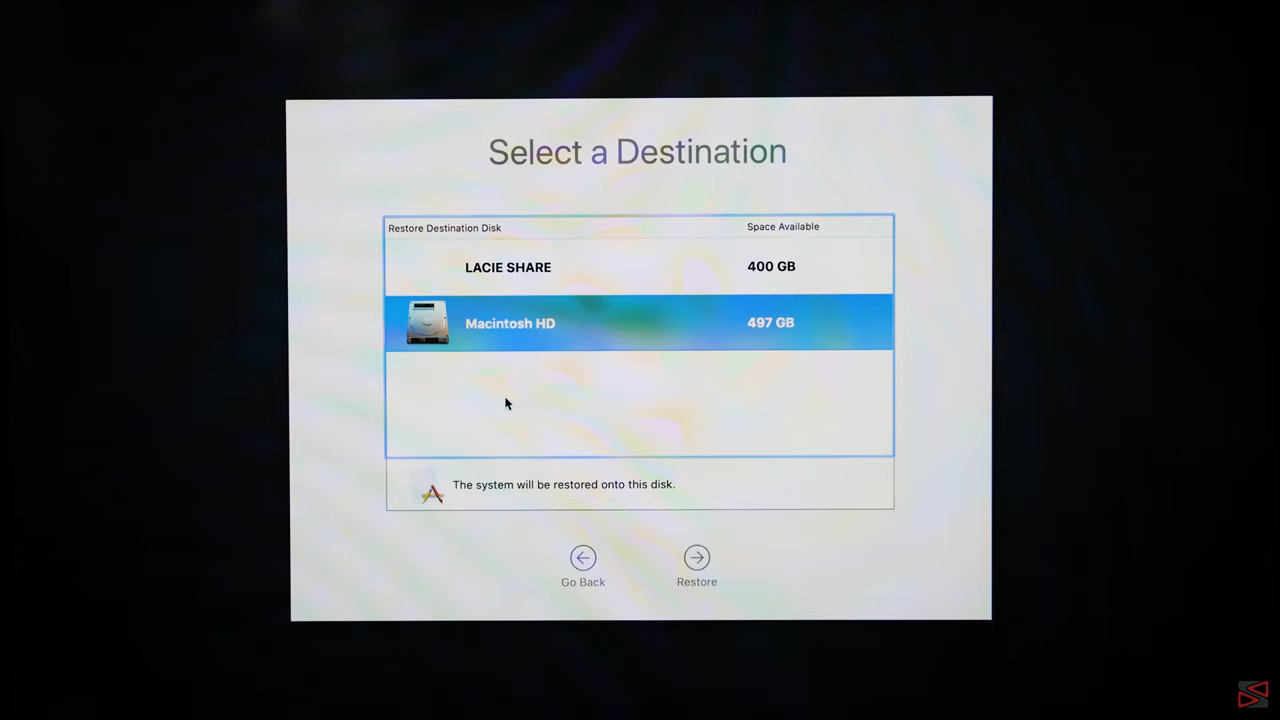 Select a Destination
Restore Destination Disk Space Available
LACIE SHARE 400 GB
Macintosh HD 497 GB
The system will be restored onto this disk.
Go Back Restore